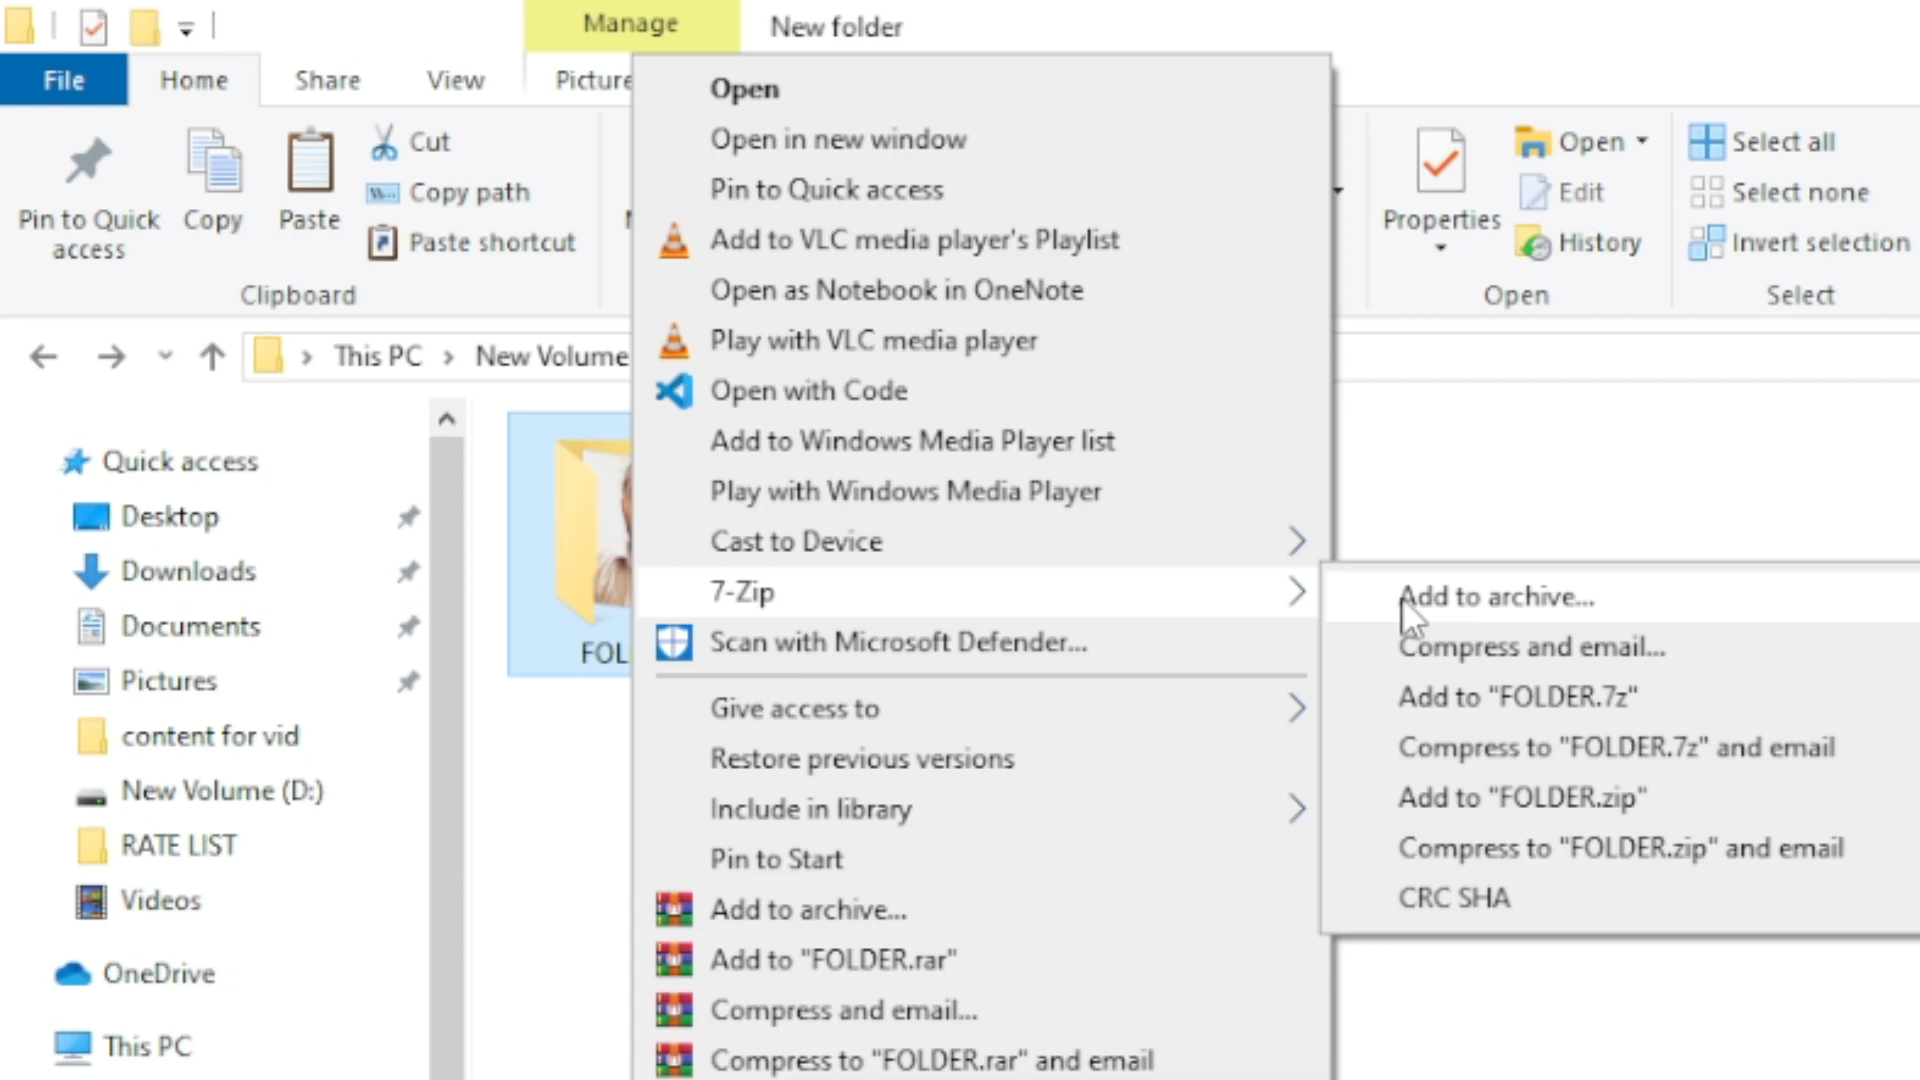 Manage
New folder
File
Home
Share
View
Picture
Pin to Quick access
Copy
Paste
Cut
Copy path
Paste shortcut
Clipboard
Properties
Open
Edit
History
Open
Select all
Select none
Invert selection
Select
This PC
New Volume
Quick access
Desktop
Downloads
Documents
Pictures
content for vid
New Volume (D:)
RATE LIST
Videos
OneDrive
This PC
FOL
Open
Open in new window
Pin to Quick access
Add to VLC media player's Playlist
Open as Notebook in OneNote
Play with VLC media player
Open with Code
Add to Windows Media Player list
Play with Windows Media Player
Cast to Device
7-Zip
Scan with Microsoft Defender...
Give access to
Restore previous versions
Include in library
Pin to Start
Add to archive...
Add to "FOLDER.rar"
Compress and email...
Compress to "FOLDER.rar" and email
Add to archive...
Compress and email...
Add to "FOLDER.7z"
Compress to "FOLDER.7z" and email
Add to "FOLDER.zip"
Compress to "FOLDER.zip" and email
CRC SHA